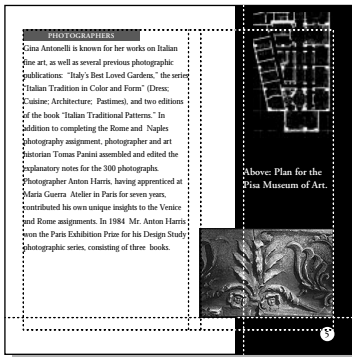 PHOTOGRAPHERS
Gina Antonelli is known for her works on Italian
fine art, as well as several previous photographic
publications: "Italy's Best Loved Gardens," the series
"Italian Tradition in Color and Form" (Dress;
Cuisine; Architecture; Pastimes), and two editions
of the book "Italian Traditional Patterns." In
addition to completing the Rome and Naples
photography assignment, photographer and art
historian Tomas Panini assembled and edited the
explanatory notes for the 300 photographs.
Photographer Anton Harris, having apprenticed at
Maria Guerra Atelier in Paris for seven years,
contributed his own unique insights to the Venice
and Rome assignments. In 1984 Mr. Anton Harris
won the Paris Exhibition Prize for his Design Study
photographic series, consisting of three books.
Above: Plan for the
Pisa Museum of Art.
5